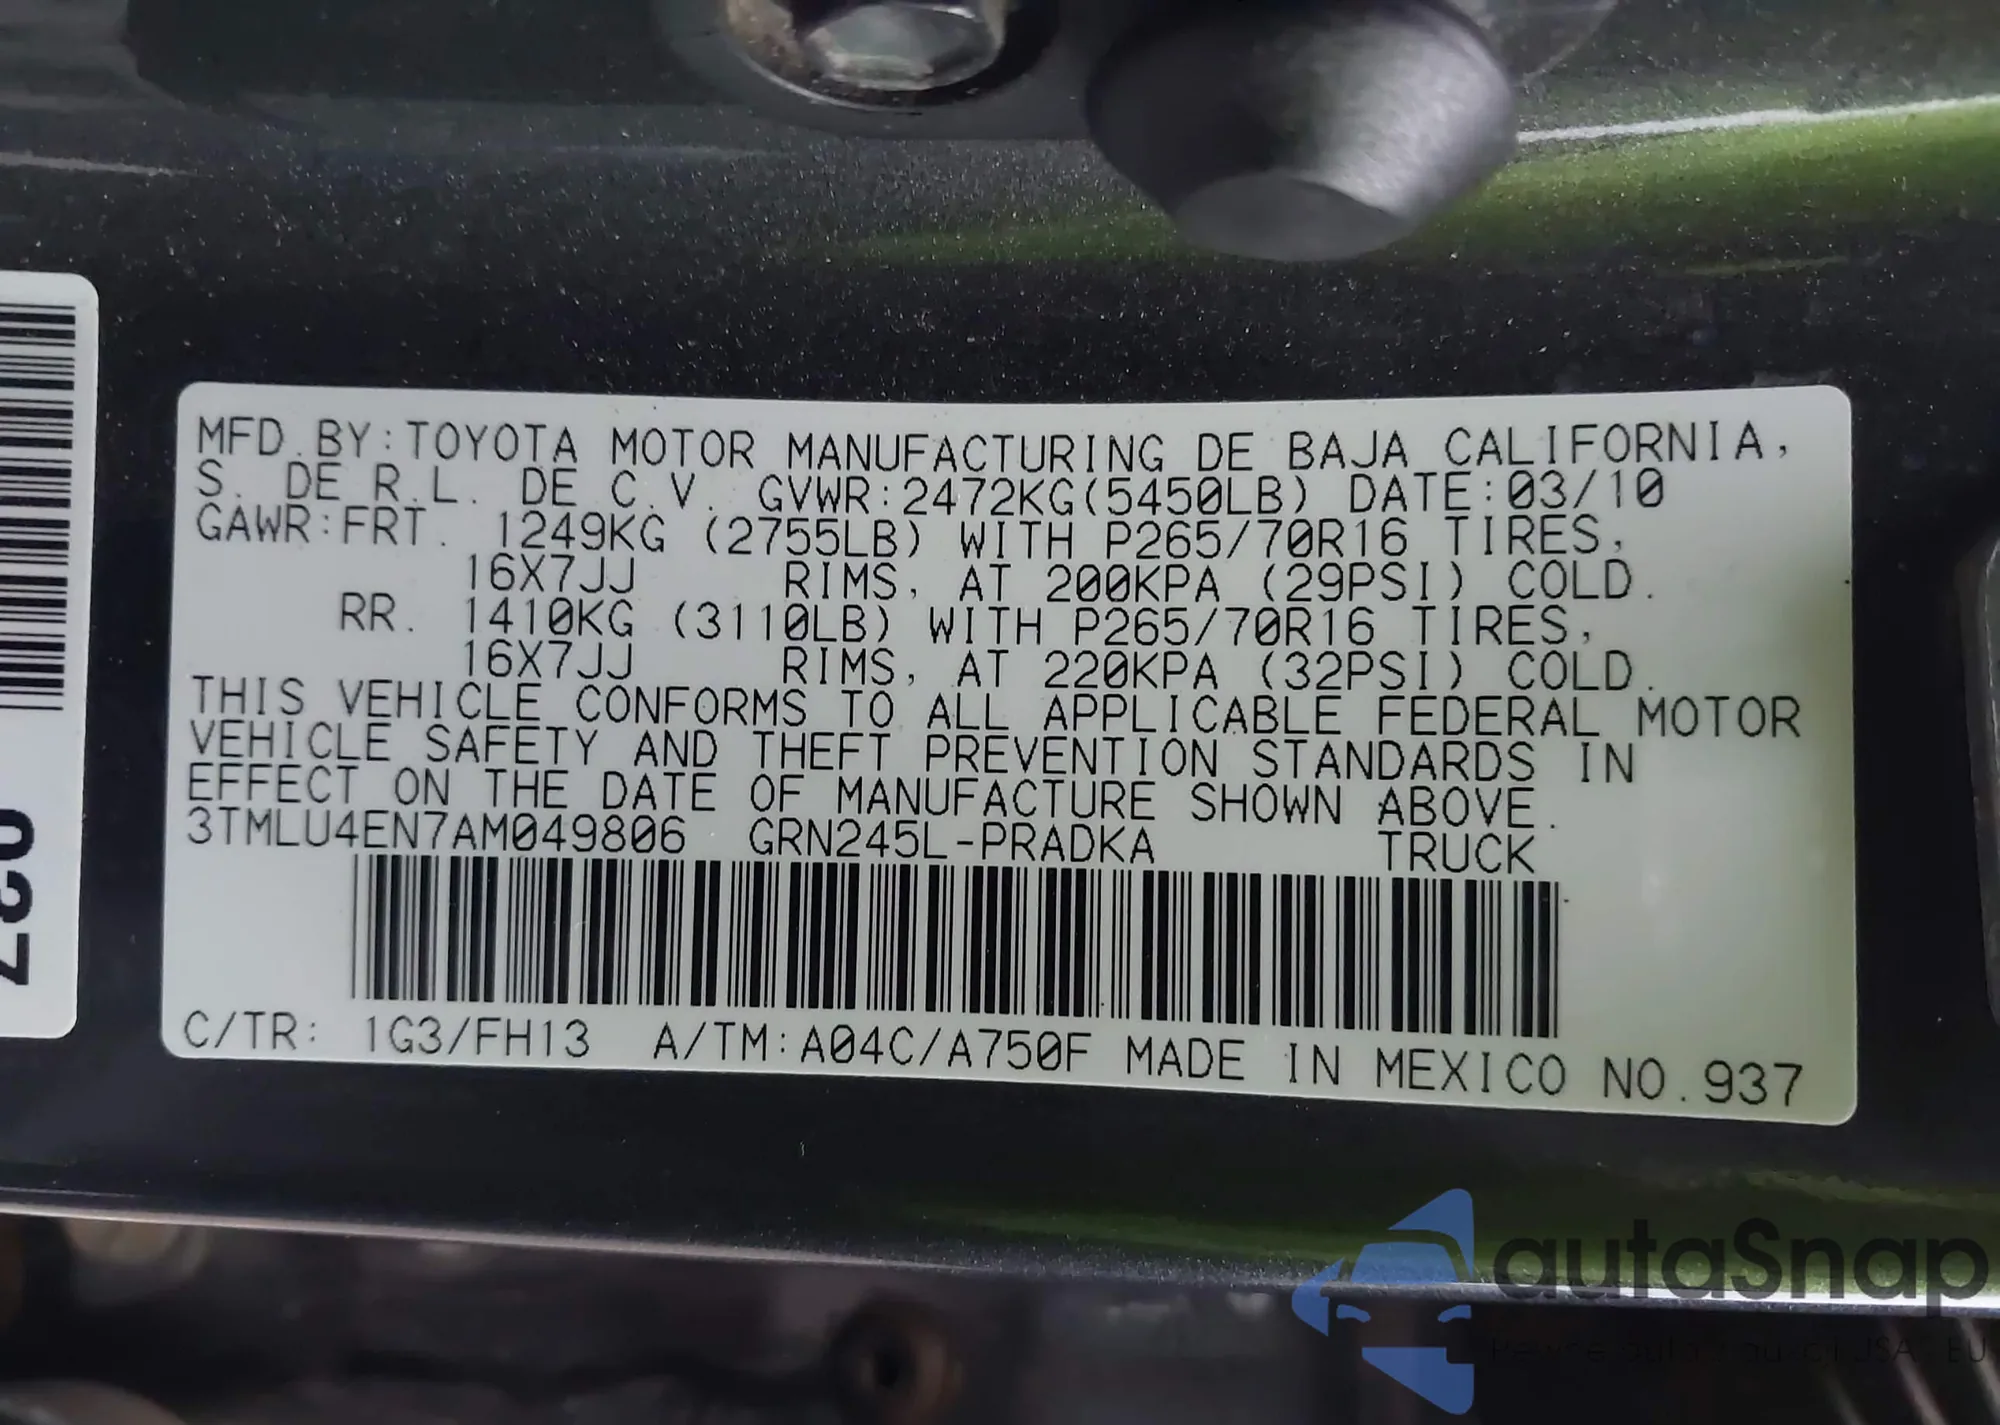 MFD.BY:TOYOTA MOTOR MANUFACTURING DE BAJA CALIFORNIA,
S. DE R.L. DE C.V. GVWR:2472KG(5450LB) DATE:03/10
GAWR:FRT. 1249KG (2755LB) WITH P265/70R16 TIRES,
16X7JJ RIMS, AT 200KPA (29PSI) COLD.
RR. 1410KG (3110LB) WITH P265/70R16 TIRES,
16X7JJ RIMS, AT 220KPA (32PSI) COLD.
THIS VEHICLE CONFORMS TO ALL APPLICABLE FEDERAL MOTOR
VEHICLE SAFETY AND THEFT PREVENTION STANDARDS IN
EFFECT ON THE DATE OF MANUFACTURE SHOWN ABOVE.
3TMLU4EN7AM049806 GRN245L-PRADKA TRUCK
C/TR: 1G3/FH13 A/TM:A04C/A750F MADE IN MEXICO NO.937
937
autaSnap